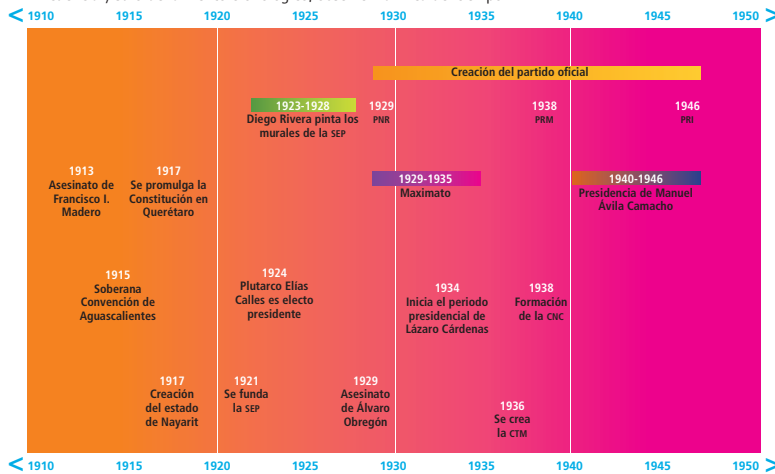 1910 1915 1920 1925 1930 1935 1940 1945 1950
Creación del partido oficial
1923-1928
Diego Rivera pinta los
murales de la SEP
1929
PNR
1938
PRM
1946
PRI
1913
Asesinato de
Francisco I.
Madero
1917
Se promulga la
Constitución en
Querétaro
1929-1935
Maximato
1940-1946
Presidencia de Manuel
Ávila Camacho
1915
Soberana
Convención de
Aguascalientes
1924
Plutarco Elías
Calles es electo
presidente
1934
Inicia el periodo
presidencial de
Lázaro Cárdenas
1938
Formación
de la CNC
1917
Creación
del estado
de Nayarit
1921
Se funda
la SEP
1929
Asesinato
de Álvaro
Obregón
1936
Se crea
la CTM
1910 1915 1920 1925 1930 1935 1940 1945 1950